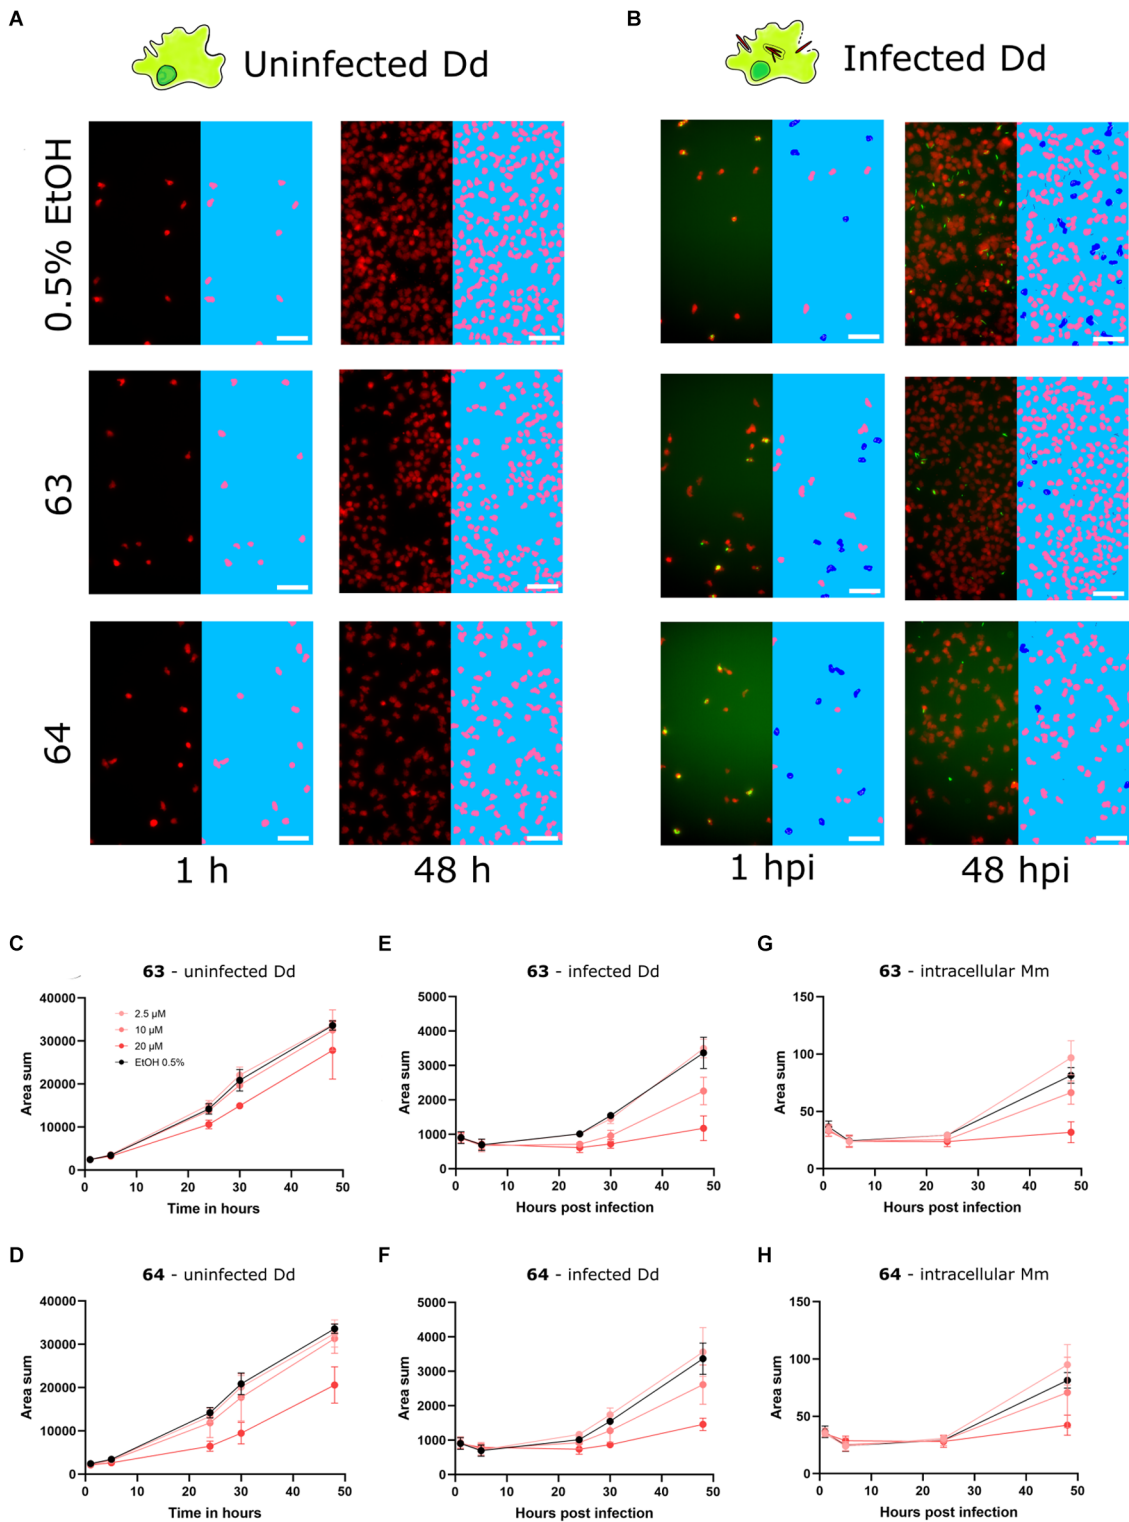 A
Uninfected Dd
B
Infected Dd
0.5% EtOH
63
64
1 h
48 h
1 hpi
48 hpi
C
63 - uninfected Dd
40000
30000
20000
10000
0
Area sum
2.5 µM
10 µM
20 µM
EtOH 0.5%
0 10 20 30 40 50
Time in hours
E
63 - infected Dd
5000
4000
3000
2000
1000
0
Area sum
0 10 20 30 40 50
Hours post infection
G
63 - intracellular Mm
150
100
50
0
Area sum
0 10 20 30 40 50
Hours post infection
D
64 - uninfected Dd
40000
30000
20000
10000
0
Area sum
0 10 20 30 40 50
Time in hours
F
64 - infected Dd
5000
4000
3000
2000
1000
0
Area sum
0 10 20 30 40 50
Hours post infection
H
64 - intracellular Mm
150
100
50
0
Area sum
0 10 20 30 40 50
Hours post infection